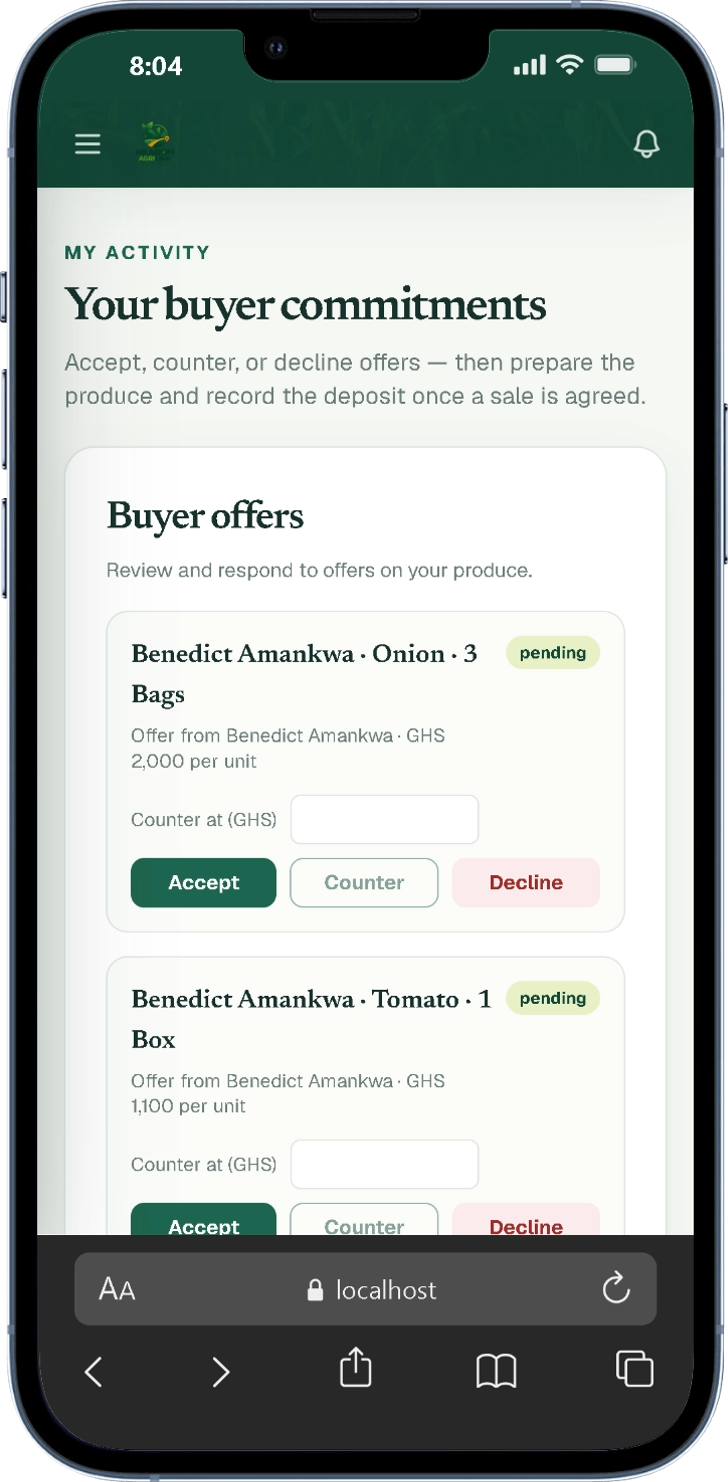 8:04
AGRI
MY ACTIVITY
Your buyer commitments
Accept, counter, or decline offers — then prepare the
produce and record the deposit once a sale is agreed.
Buyer offers
Review and respond to offers on your produce.
Benedict Amankwa · Onion · 3
Bags
pending
Offer from Benedict Amankwa · GHS
2,000 per unit
Counter at (GHS)
Accept
Counter
Decline
Benedict Amankwa · Tomato · 1
Box
pending
Offer from Benedict Amankwa · GHS
1,100 per unit
Counter at (GHS)
Accept
Counter
Decline
AA
localhost